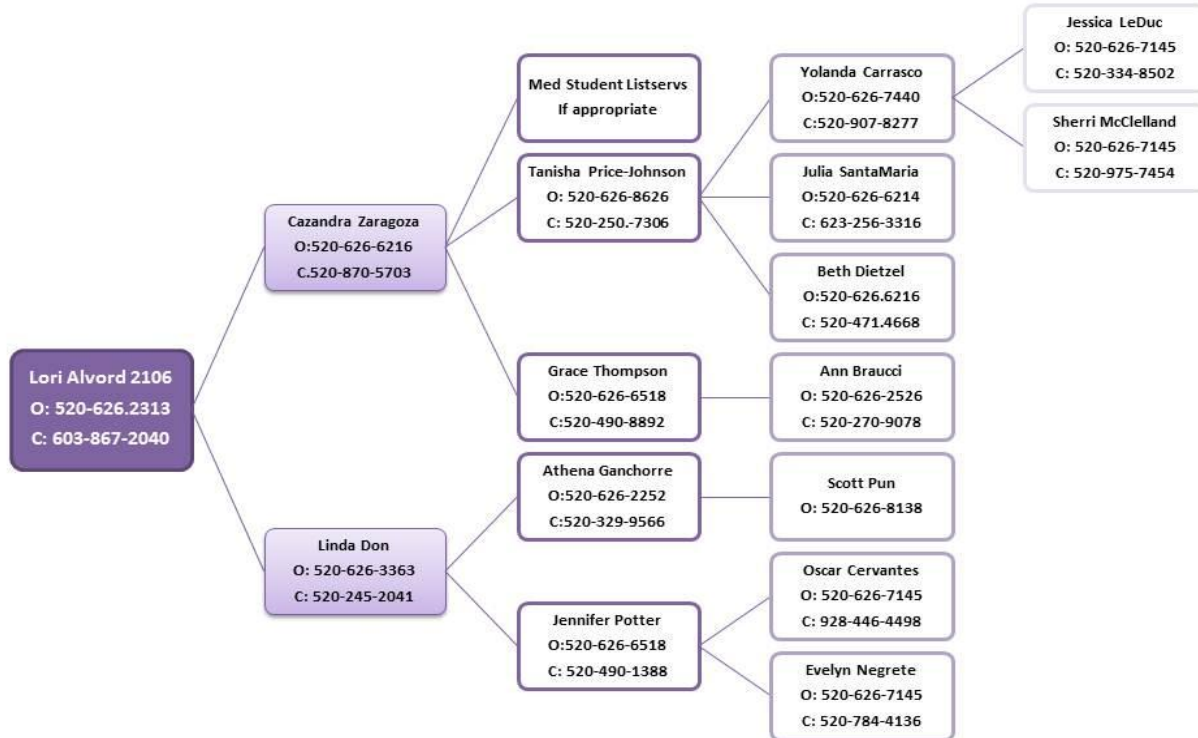 Lori Alvord 2106
O: 520-626.2313
C: 603-867-2040
Cazandra Zaragoza
O:520-626-6216
C.520-870-5703
Linda Don
O: 520-626-3363
C: 520-245-2041
Med Student Listservs
If appropriate
Tanisha Price-Johnson
O: 520-626-8626
C: 520-250.-7306
Grace Thompson
O:520-626-6518
C:520-490-8892
Athena Ganchorre
O:520-626-2252
C:520-329-9566
Jennifer Potter
O:520-626-6518
C: 520-490-1388
Yolanda Carrasco
O:520-626-7440
C:520-907-8277
Julia SantaMaria
O:520-626-6214
C: 623-256-3316
Beth Dietzel
O:520-626.6216
C: 520-471.4668
Ann Braucci
O: 520-626-2526
C: 520-270-9078
Scott Pun
O: 520-626-8138
Oscar Cervantes
O: 520-626-7145
C: 928-446-4498
Evelyn Negrete
O: 520-626-7145
C: 520-784-4136
Jessica LeDuc
O: 520-626-7145
C: 520-334-8502
Sherri McClelland
O: 520-626-7145
C: 520-975-7454